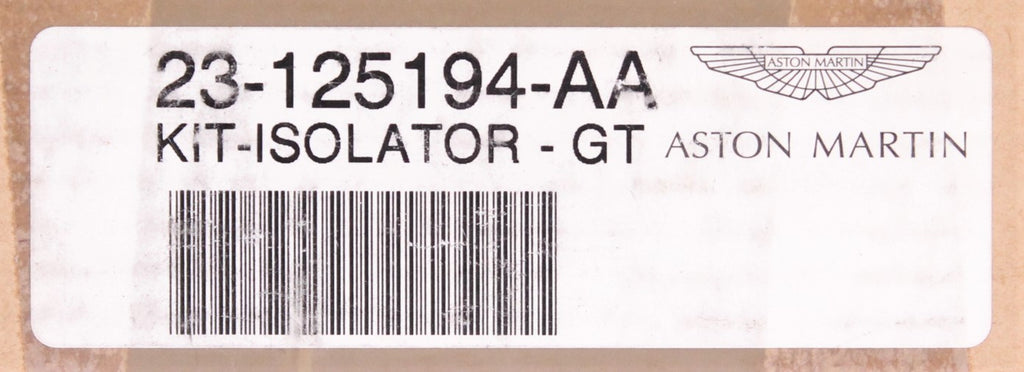 23-125194-AA
KIT-ISOLATOR - GT
ASTON MARTIN
ASTON MARTIN